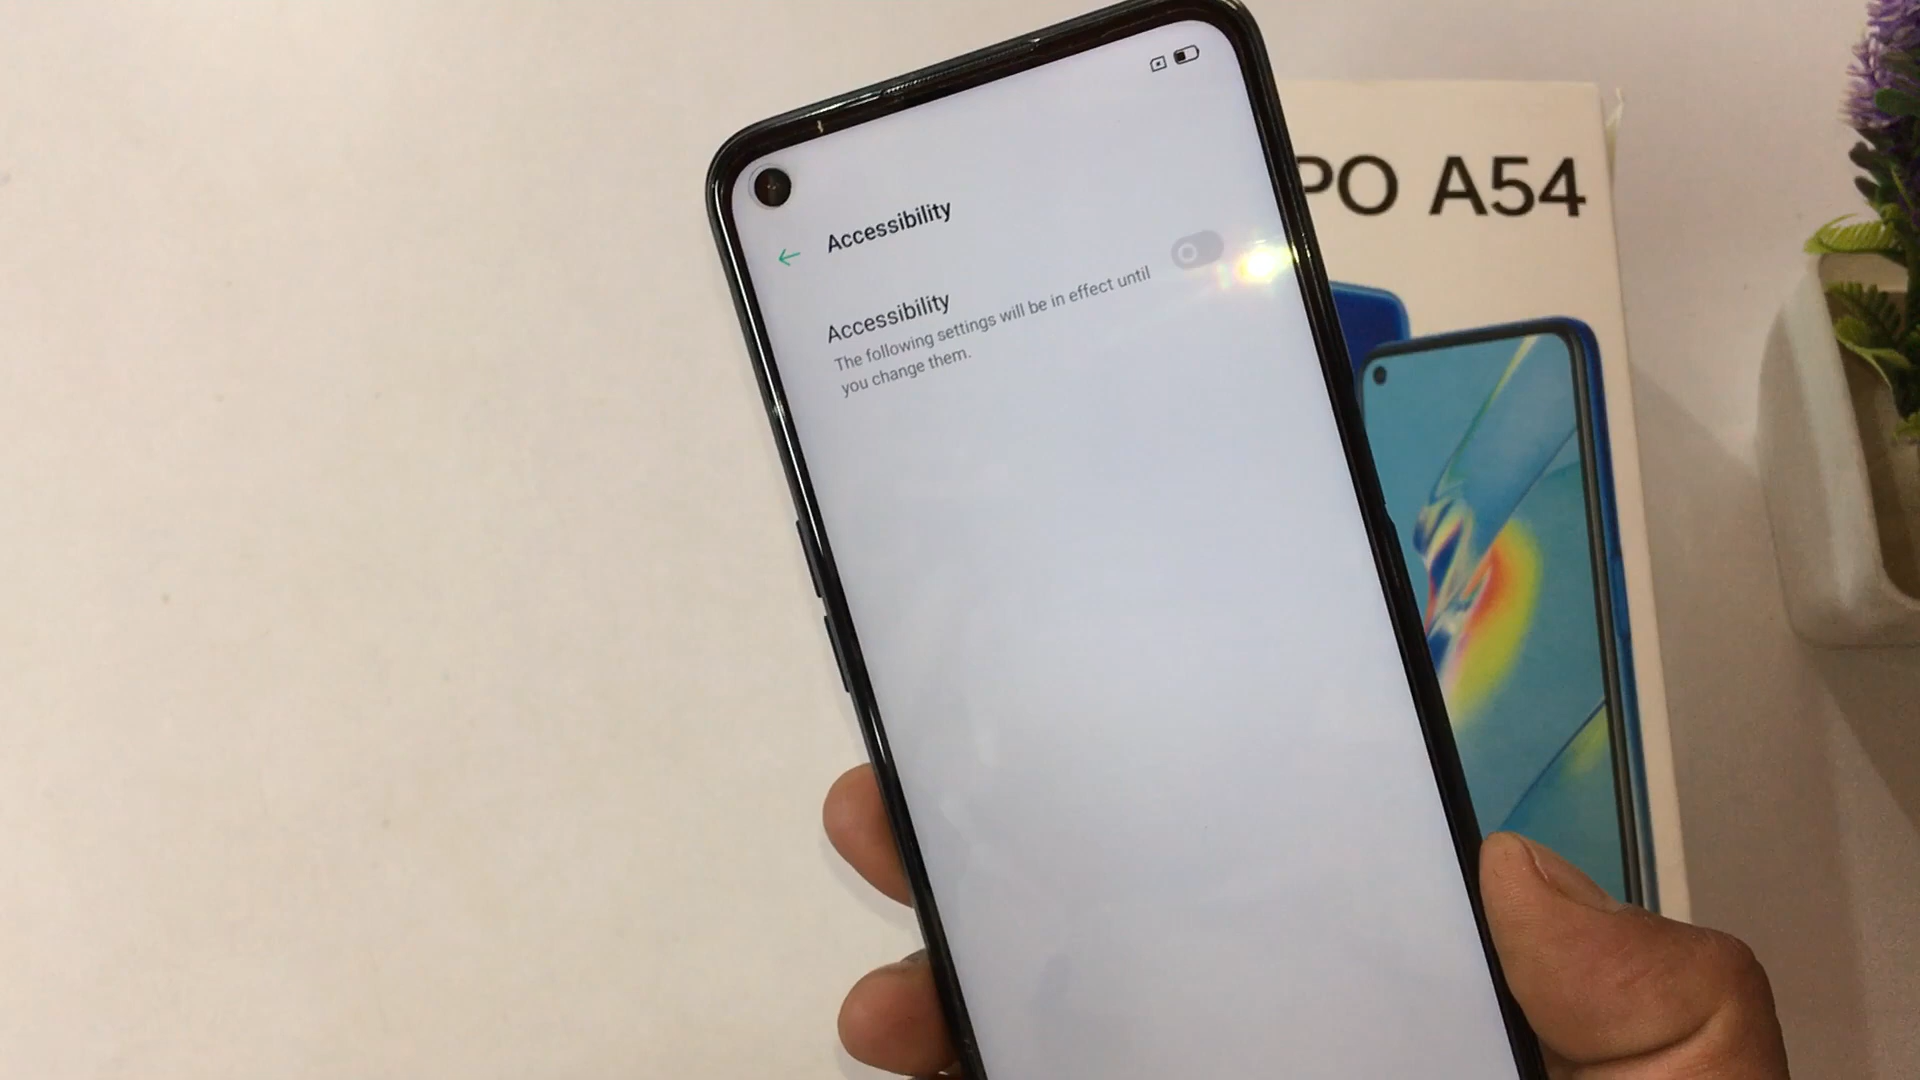 Accessibility
Accessibility
The following settings will be in effect until
you change them.
PO A54